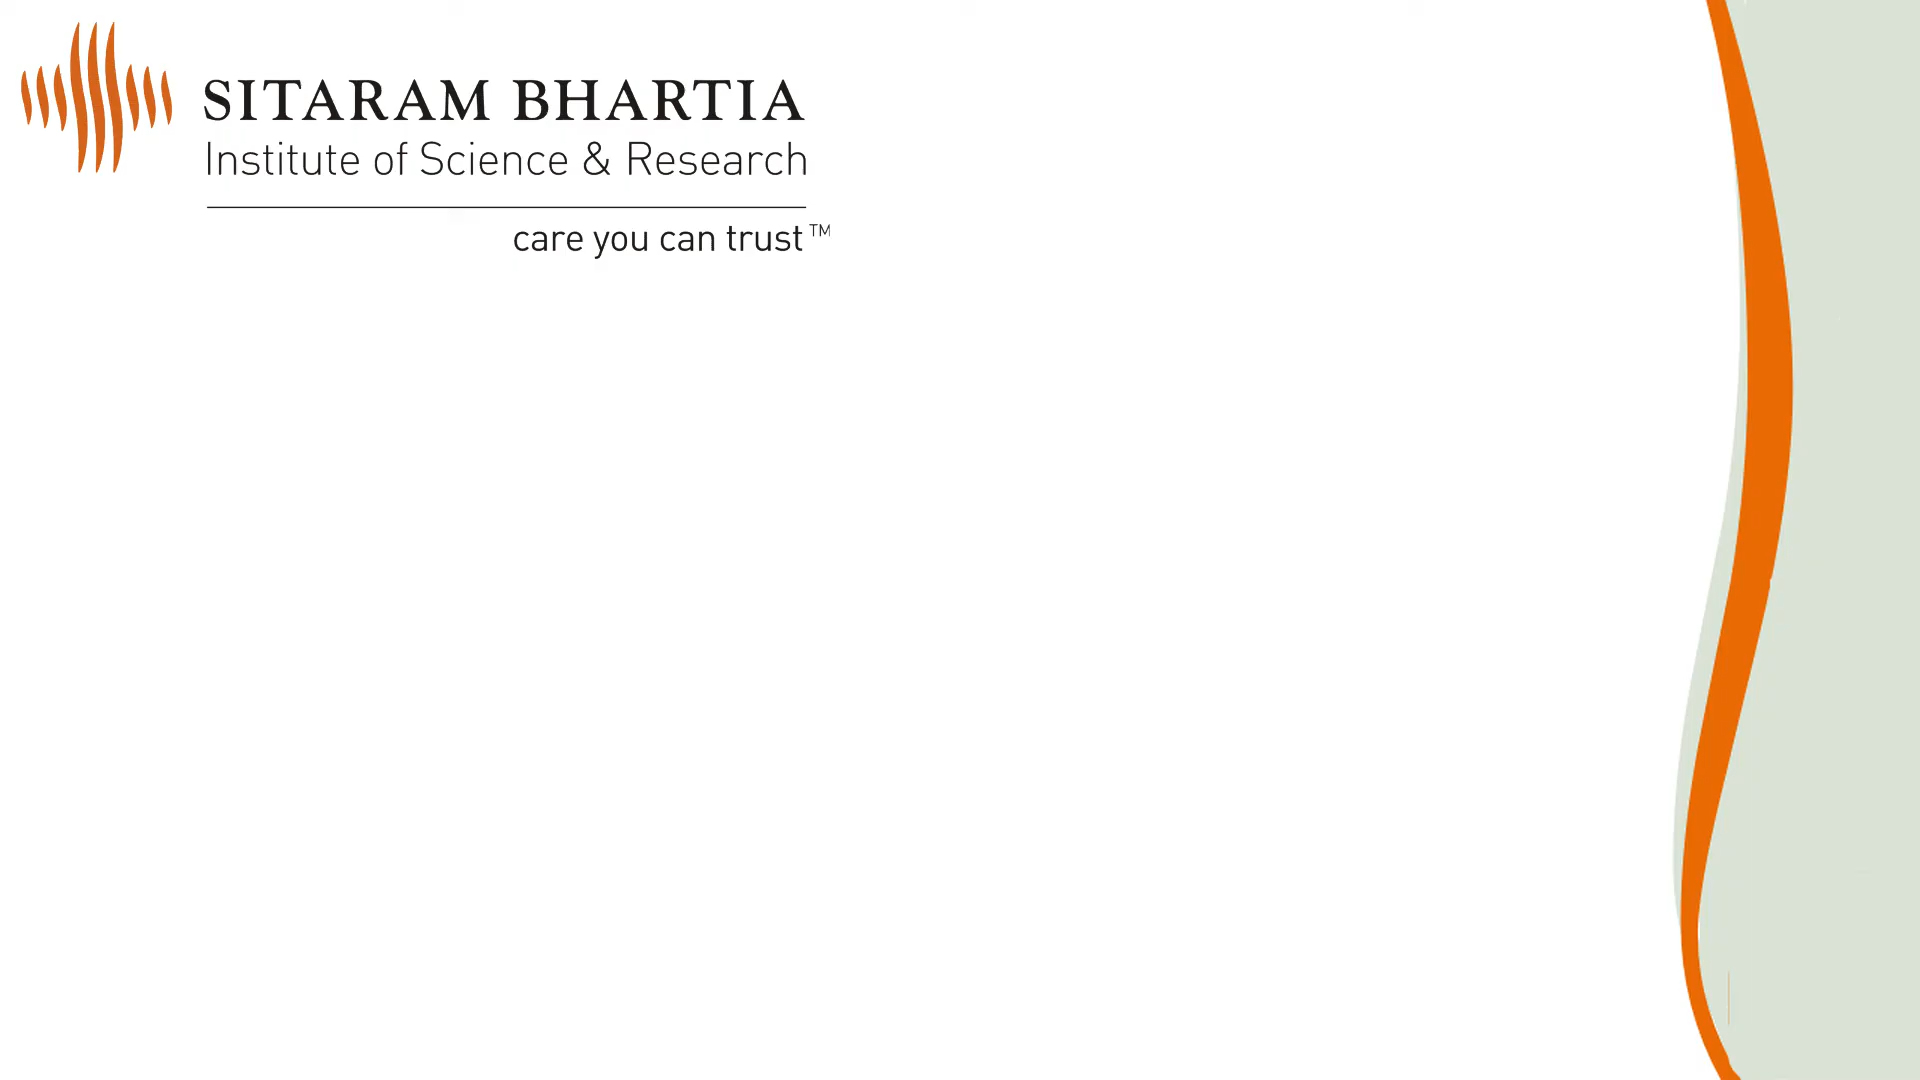 SITARAM BHARTIA
Institute of Science & Research
care you can trust™